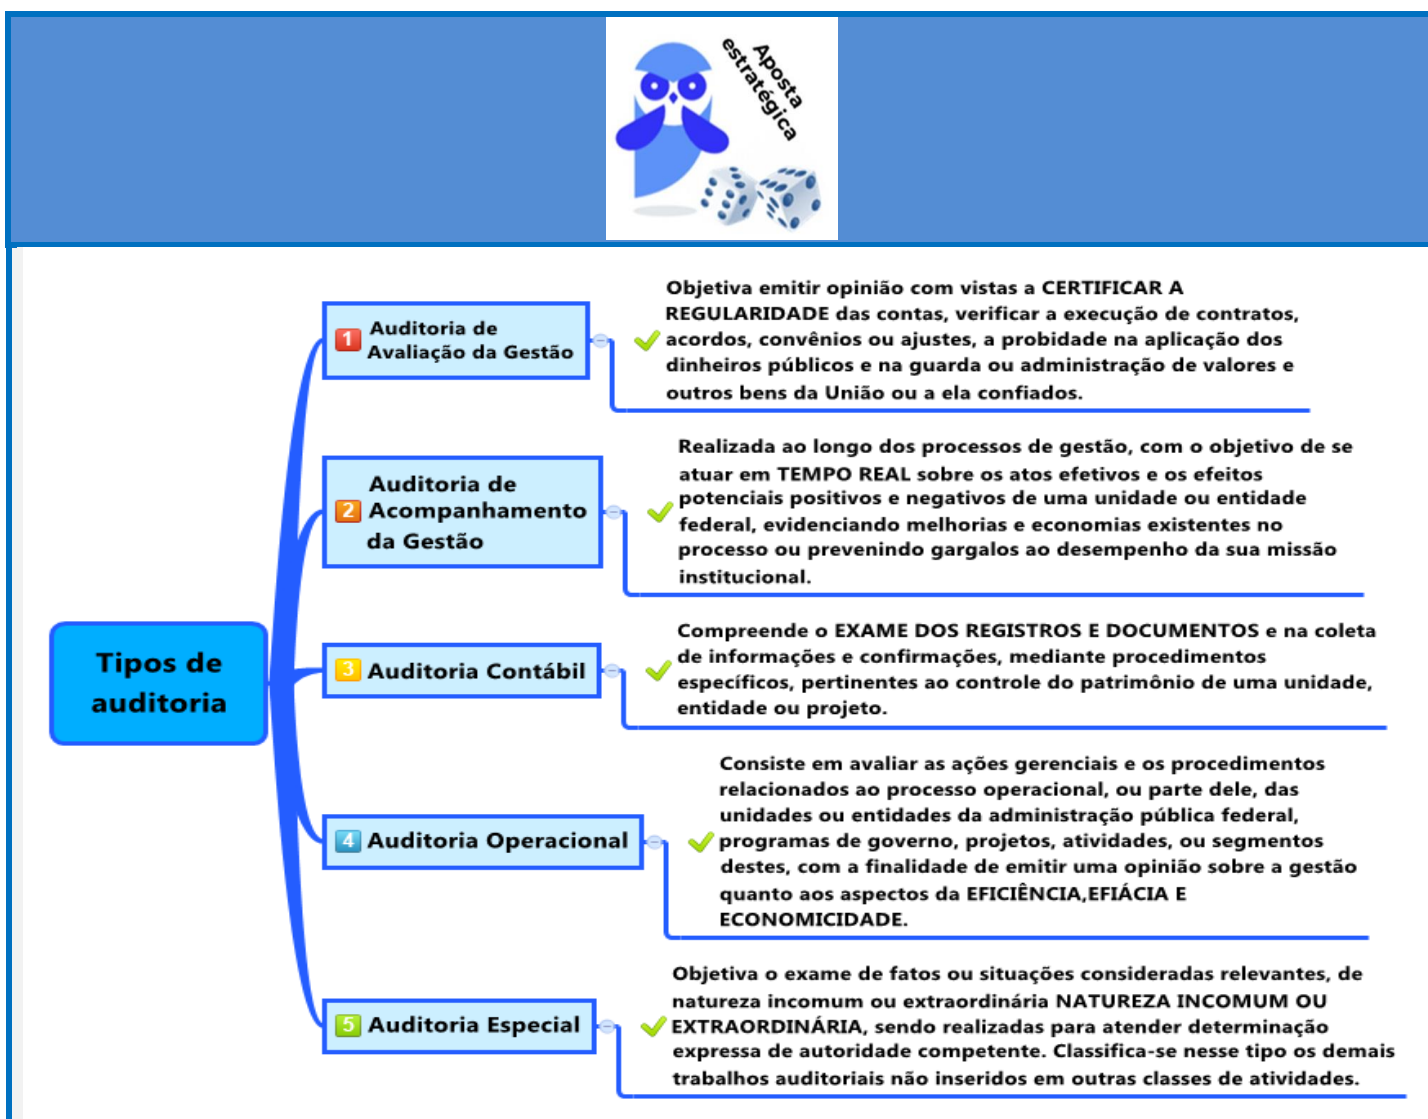 Aposta
estratégica
Tipos de
auditoria
1 Auditoria de
Avaliação da Gestão
Objetiva emitir opinião com vistas a CERTIFICAR A
REGULARIDADE das contas, verificar a execução de contratos,
acordos, convênios ou ajustes, a probidade na aplicação dos
dinheiros públicos e na guarda ou administração de valores e
outros bens da União ou a ela confiados.
2 Auditoria de
Acompanhamento
da Gestão
Realizada ao longo dos processos de gestão, com o objetivo de se
atuar em TEMPO REAL sobre os atos efetivos e os efeitos
potenciais positivos e negativos de uma unidade ou entidade
federal, evidenciando melhorias e economias existentes no
processo ou prevenindo gargalos ao desempenho da sua missão
institucional.
3 Auditoria Contábil
Compreende o EXAME DOS REGISTROS E DOCUMENTOS e na coleta
de informações e confirmações, mediante procedimentos
específicos, pertinentes ao controle do patrimônio de uma unidade,
entidade ou projeto.
4 Auditoria Operacional
Consiste em avaliar as ações gerenciais e os procedimentos
relacionados ao processo operacional, ou parte dele, das
unidades ou entidades da administração pública federal,
programas de governo, projetos, atividades, ou segmentos
destes, com a finalidade de emitir uma opinião sobre a gestão
quanto aos aspectos da EFICIÊNCIA,EFIÁCIA E
ECONOMICIDADE.
5 Auditoria Especial
Objetiva o exame de fatos ou situações consideradas relevantes, de
natureza incomum ou extraordinária NATUREZA INCOMUM OU
EXTRAORDINÁRIA, sendo realizadas para atender determinação
expressa de autoridade competente. Classifica-se nesse tipo os demais
trabalhos auditoriais não inseridos em outras classes de atividades.